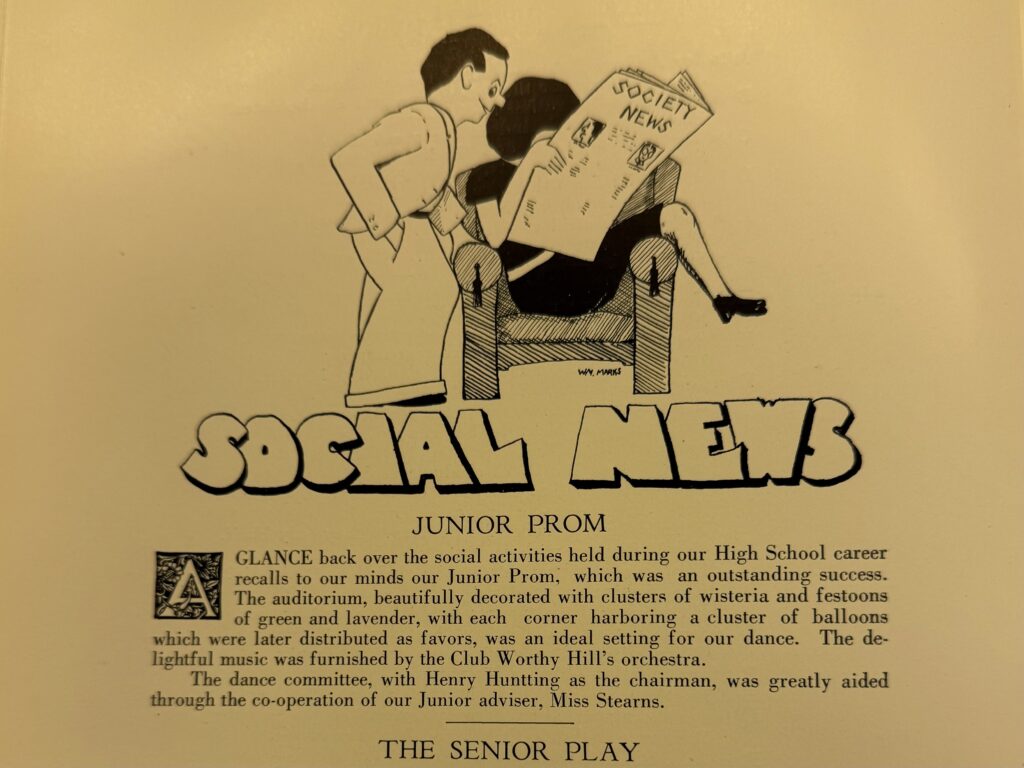 SOCIETY
NEWS
WM. MARKS
SOCIAL NEWS
JUNIOR PROM
A GLANCE back over the social activities held during our High School career
recalls to our minds our Junior Prom, which was an outstanding success.
The auditorium, beautifully decorated with clusters of wisteria and festoons
of green and lavender, with each corner harboring a cluster of balloons
which were later distributed as favors, was an ideal setting for our dance. The de-
lightful music was furnished by the Club Worthy Hill's orchestra.
The dance committee, with Henry Huntting as the chairman, was greatly aided
through the co-operation of our Junior adviser, Miss Stearns.
THE SENIOR PLAY